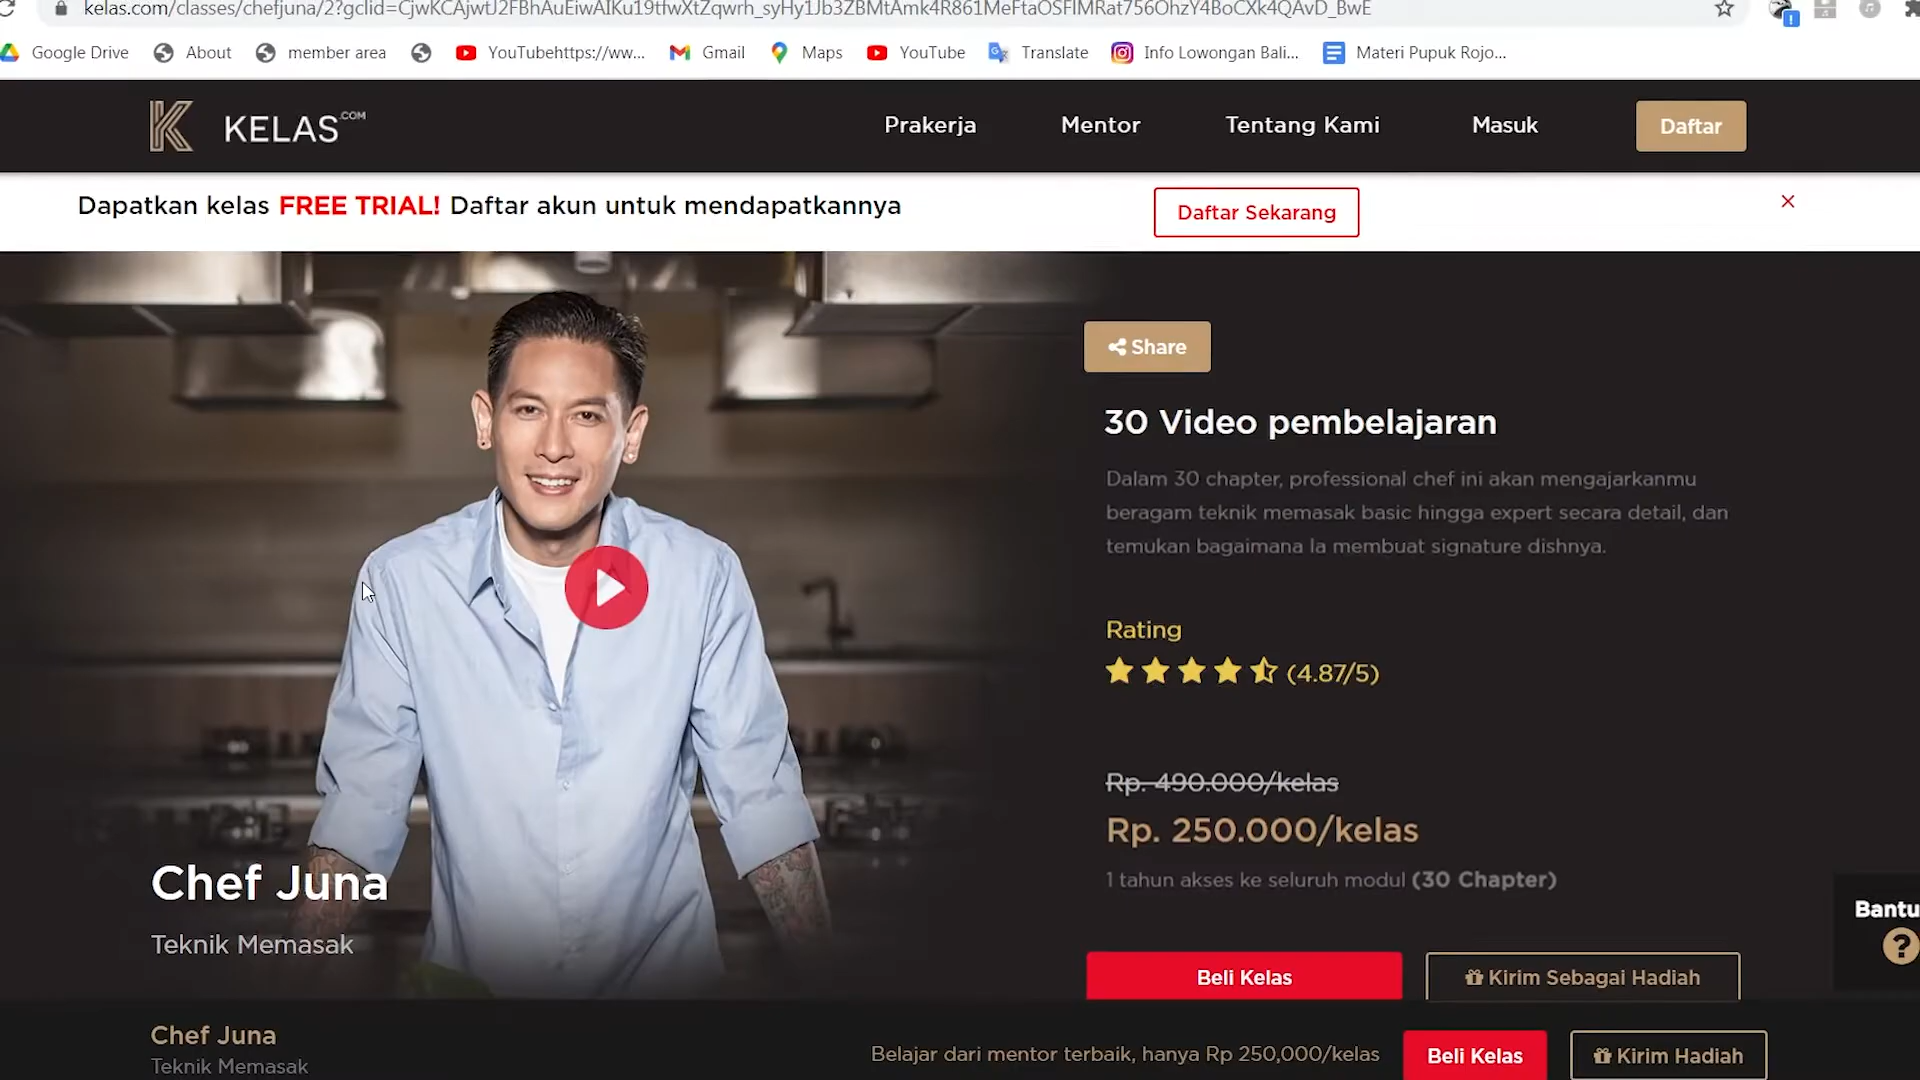 kelas.com/classes/chefjuna/2?gclid=CjwKCAjwtJ2FBhAuEiwAIKu19tfwXtZqwrh_syHy1Jb3ZBMtAmk4R861MeFtaOSFIMRat756OhzY4BoCXk4QAvD_BwE
Google Drive About member area YouTubehttps://ww... Gmail Maps YouTube Translate Info Lowongan Bali... Materi Pupuk Rojo...
KELAS.COM Prakerja Mentor Tentang Kami Masuk Daftar
Dapatkan kelas FREE TRIAL! Daftar akun untuk mendapatkannya Daftar Sekarang
Share
30 Video pembelajaran
Dalam 30 chapter, professional chef ini akan mengajarkanmu
beragam teknik memasak basic hingga expert secara detail, dan
temukan bagaimana Ia membuat signature dishnya.
Rating
(4.87/5)
Rp. 490.000/kelas
Rp. 250.000/kelas
1 tahun akses ke seluruh modul (30 Chapter)
Chef Juna
Teknik Memasak
Bantu
?
Beli Kelas Kirim Sebagai Hadiah
Chef Juna
Teknik Memasak
Belajar dari mentor terbaik, hanya Rp 250,000/kelas Beli Kelas Kirim Hadiah